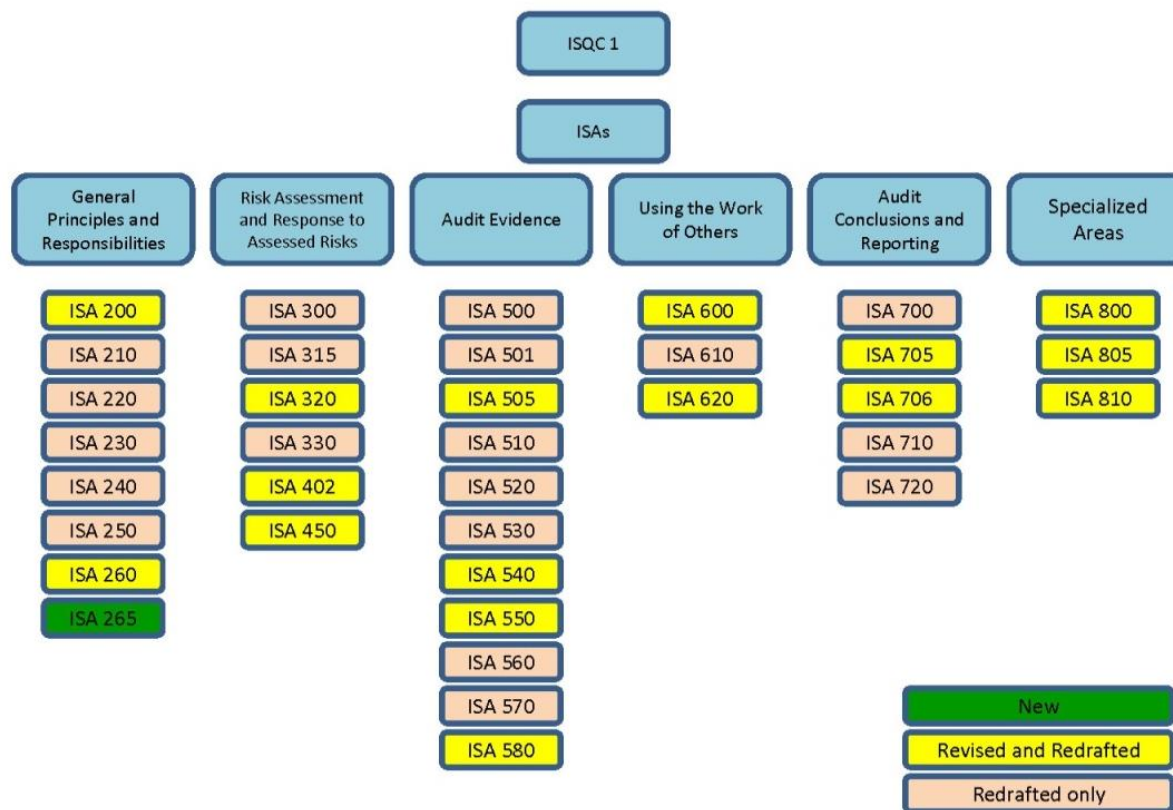 ISQC 1
ISAs
General
Principles and
Responsibilities
Risk Assessment
and Response to
Assessed Risks
Audit Evidence
Using the Work
of Others
Audit
Conclusions and
Reporting
Specialized
Areas
ISA 200
ISA 210
ISA 220
ISA 230
ISA 240
ISA 250
ISA 260
ISA 265
ISA 300
ISA 315
ISA 320
ISA 330
ISA 402
ISA 450
ISA 500
ISA 501
ISA 505
ISA 510
ISA 520
ISA 530
ISA 540
ISA 550
ISA 560
ISA 570
ISA 580
ISA 600
ISA 610
ISA 620
ISA 700
ISA 705
ISA 706
ISA 710
ISA 720
ISA 800
ISA 805
ISA 810
New
Revised and Redrafted
Redrafted only